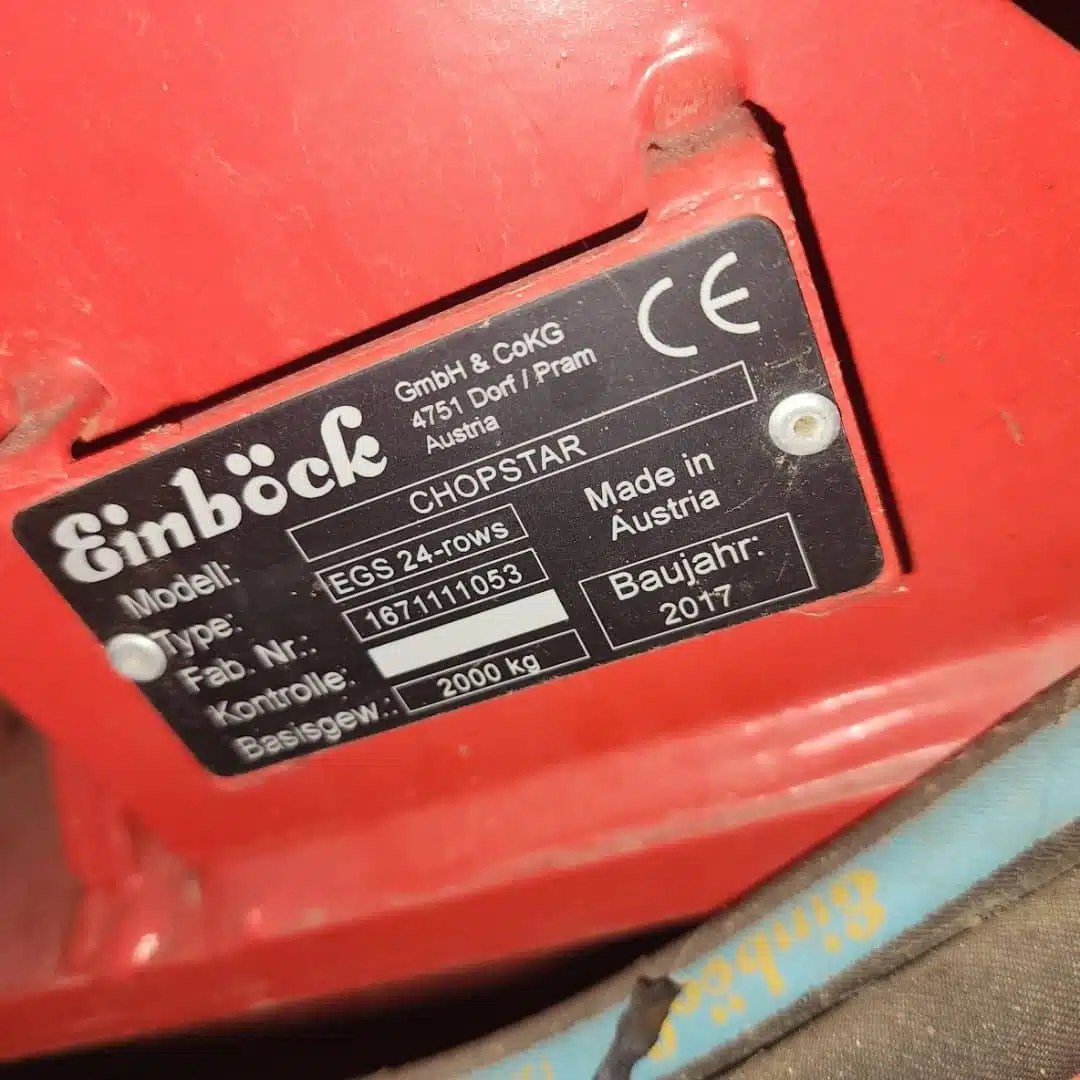 Einböck
GmbH & CoKG
4751 Dorf / Pram
Austria
CE
Modell: CHOPSTAR
Type: EGS 24-rows
Fab. Nr.: 1671111053
Kontrolle:
Basisgew.: 2000 kg
Made in
Austria
Baujahr:
2017
Einböck